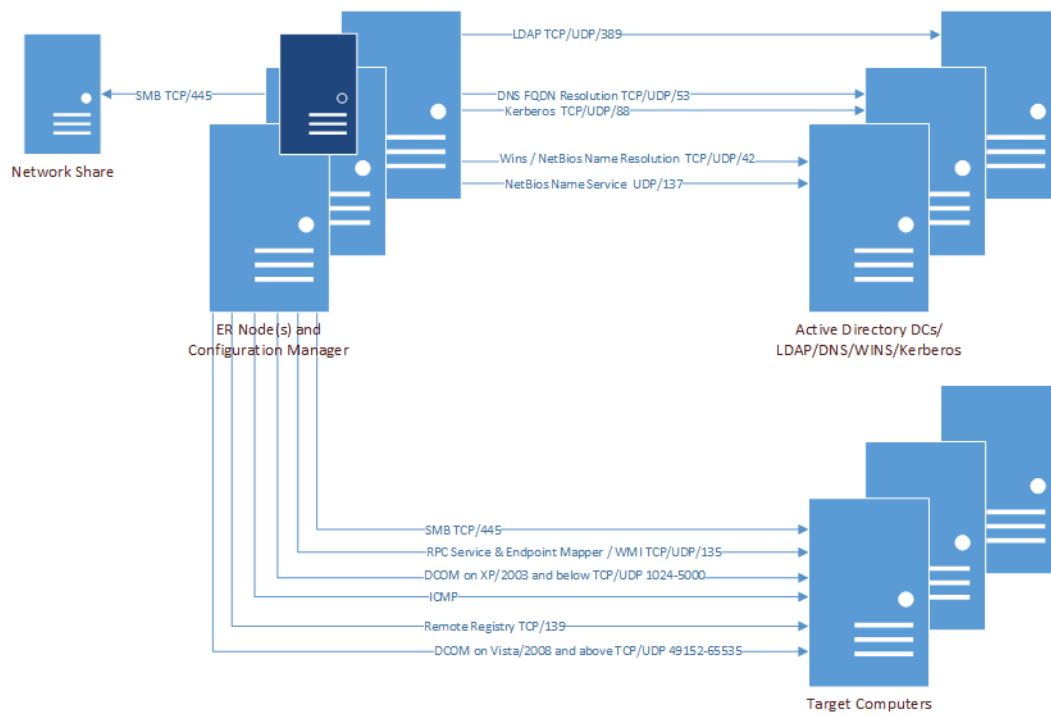 LDAP TCP/UDP/389
SMB TCP/445
DNS FQDN Resolution TCP/UDP/53
Kerberos TCP/UDP/88
Wins / NetBios Name Resolution TCP/UDP/42
NetBios Name Service UDP/137
Network Share
ER Node(s) and
Configuration Manager
Active Directory DCs/
LDAP/DNS/WINS/Kerberos
SMB TCP/445
RPC Service & Endpoint Mapper / WMI TCP/UDP/135
DCOM on XP/2003 and below TCP/UDP 1024-5000
ICMP
Remote Registry TCP/139
DCOM on Vista/2008 and above TCP/UDP 49152-65535
Target Computers